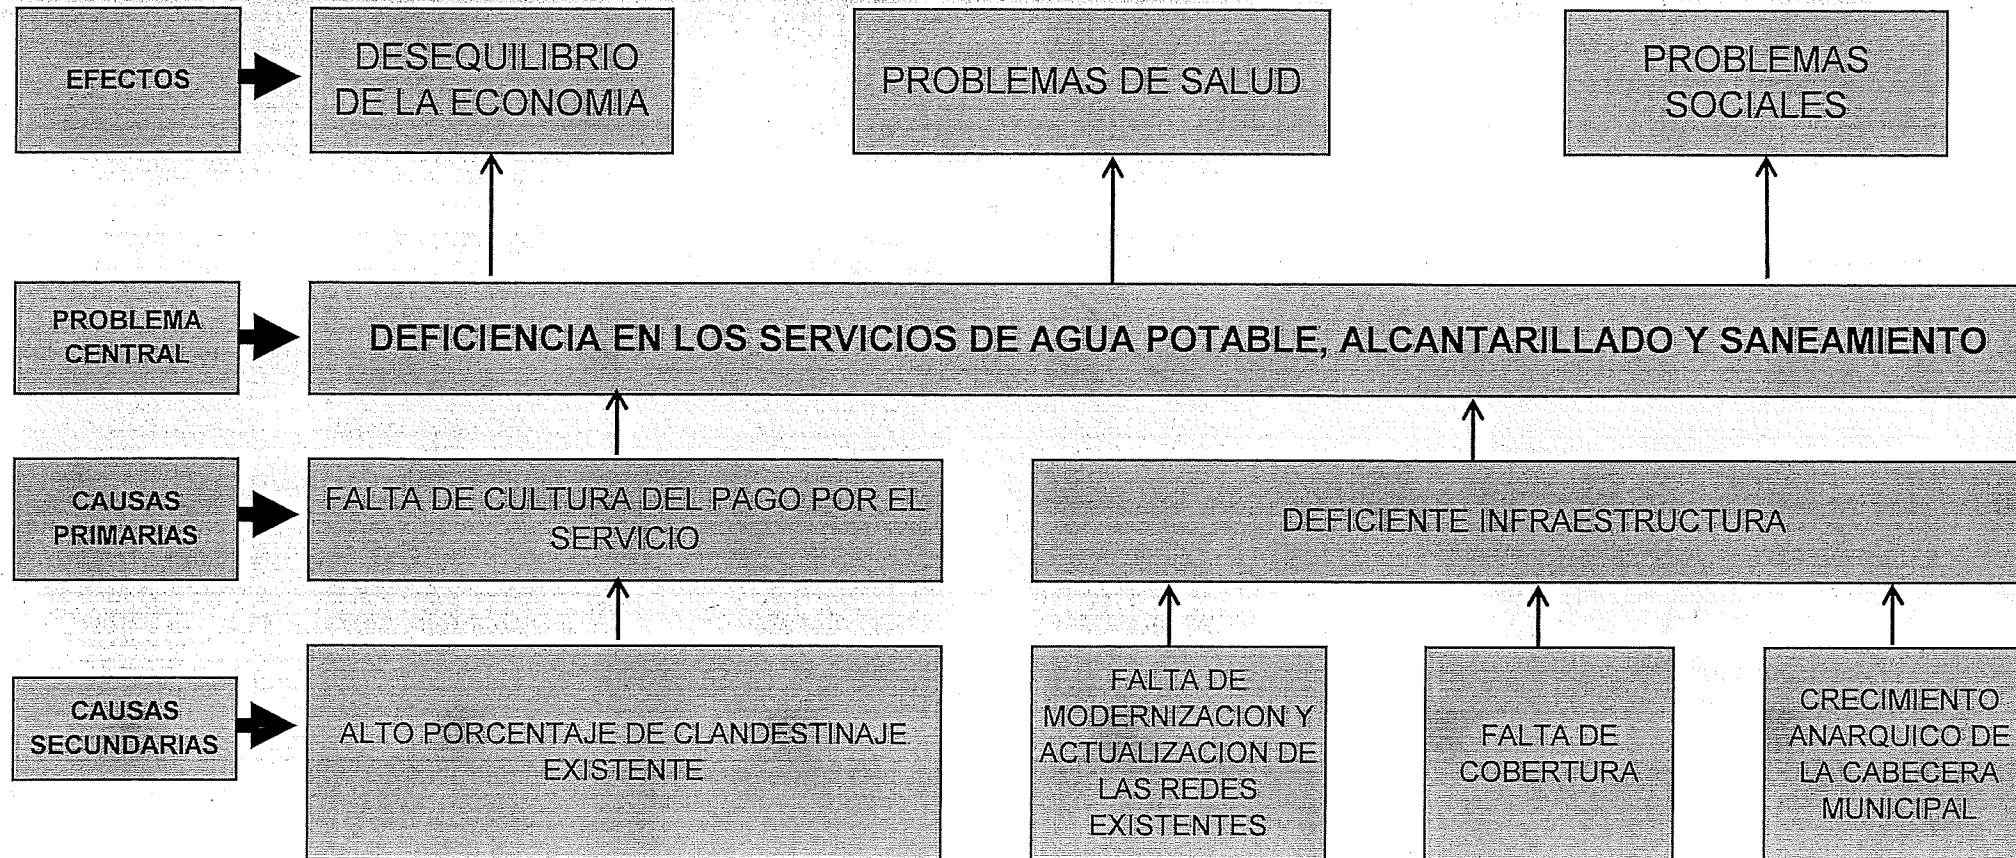 EFECTOS
DESEQUILIBRIO
DE LA ECONOMIA
PROBLEMAS DE SALUD
PROBLEMAS
SOCIALES
PROBLEMA
CENTRAL
DEFICIENCIA EN LOS SERVICIOS DE AGUA POTABLE, ALCANTARILLADO Y SANEAMIENTO
CAUSAS
PRIMARIAS
FALTA DE CULTURA DEL PAGO POR EL
SERVICIO
DEFICIENTE INFRAESTRUCTURA
CAUSAS
SECUNDARIAS
ALTO PORCENTAJE DE CLANDESTINAJE
EXISTENTE
FALTA DE
MODERNIZACION Y
ACTUALIZACION DE
LAS REDES
EXISTENTES
FALTA DE
COBERTURA
CRECIMIENTO
ANARQUICO DE
LA CABECERA
MUNICIPAL